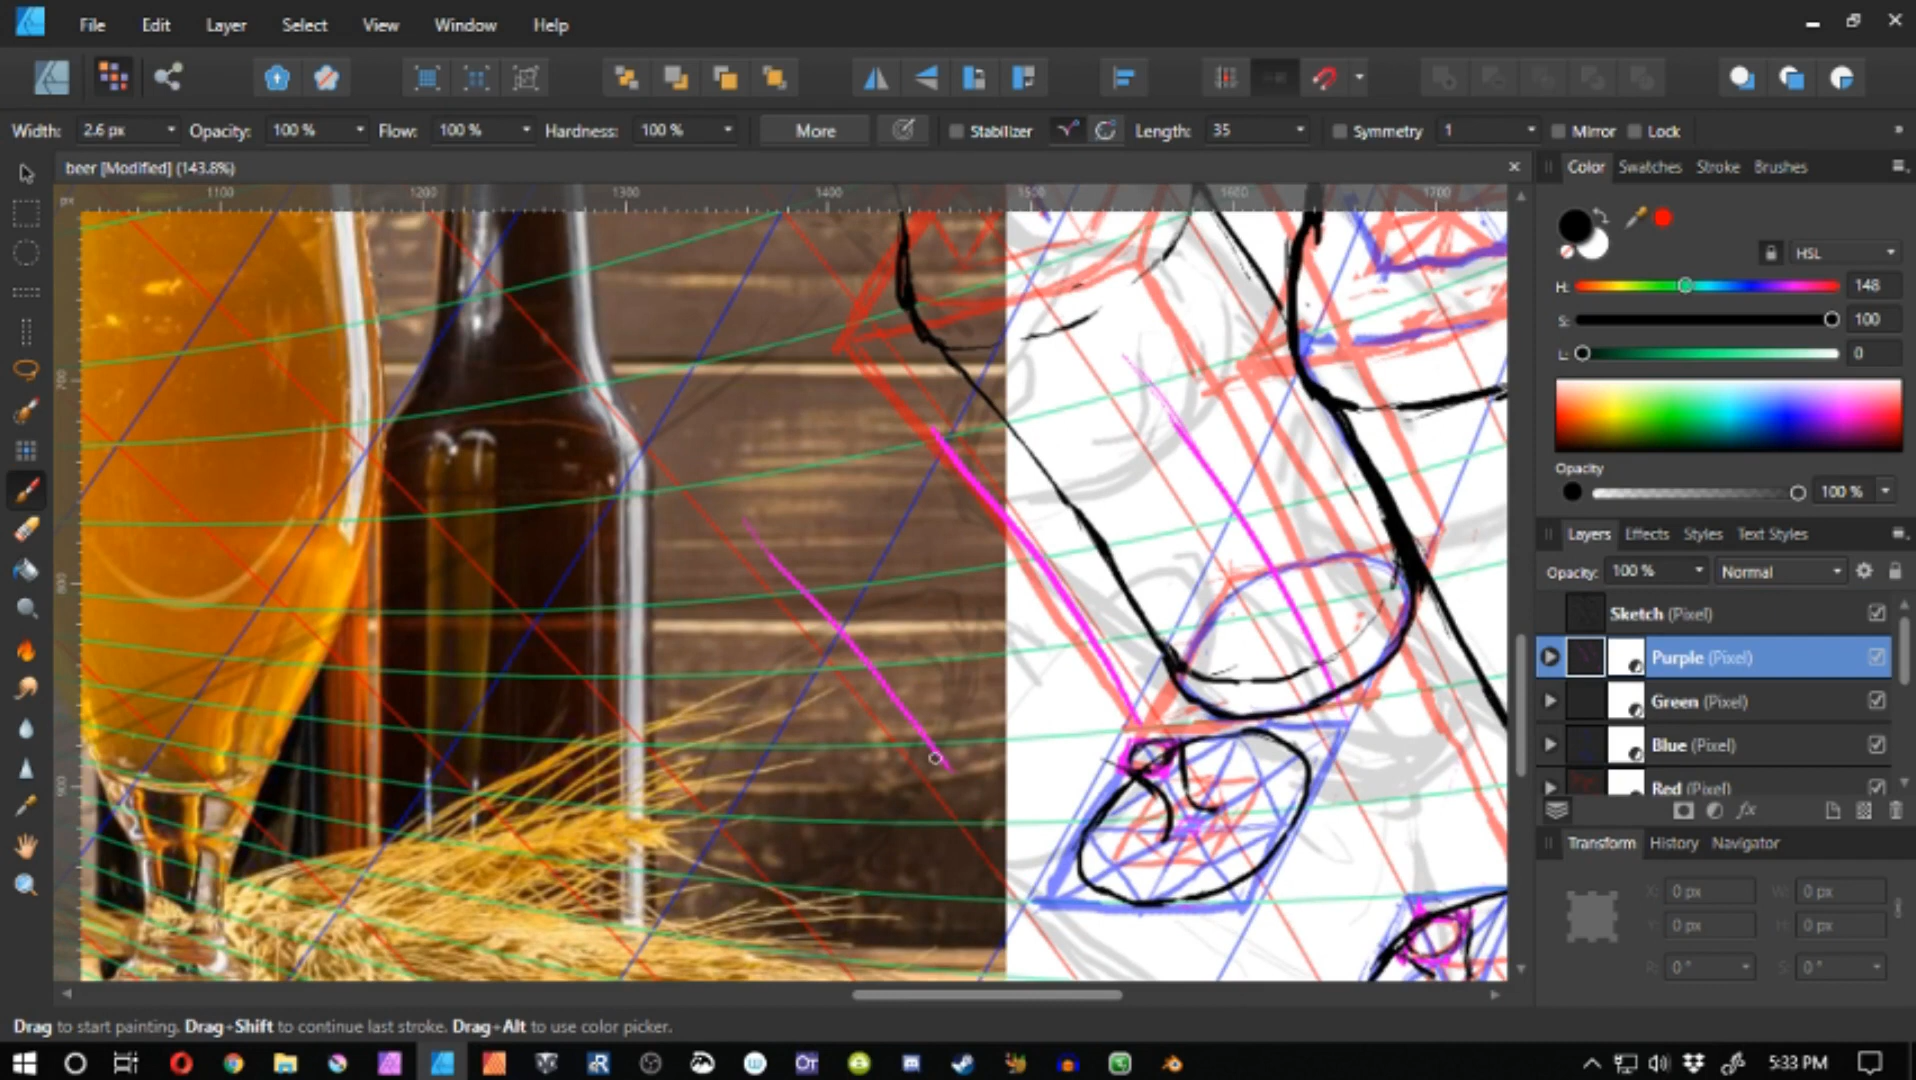 File Edit Layer Select View Window Help
Width: 2.6 px Opacity: 100 % Flow: 100 % Hardness: 100 % More Stabilizer Length: 35 Symmetry 1 Mirror Lock
beer [Modified] (143.8%)
px 1100 1200 1300 1400 1500 1600 1700
700
800
900
Color Swatches Stroke Brushes
HSL
H: 148
S: 100
L: 0
Opacity
100 %
Layers Effects Styles Text Styles
Opacity: 100 % Normal
Sketch (Pixel)
Purple (Pixel)
Green (Pixel)
Blue (Pixel)
Red (Pixel)
fx
Transform History Navigator
X: 0 px W: 0 px
Y: 0 px H: 0 px
R: 0 ° S: 0 °
Drag to start painting. Drag+Shift to continue last stroke. Drag+Alt to use color picker.
5:33 PM